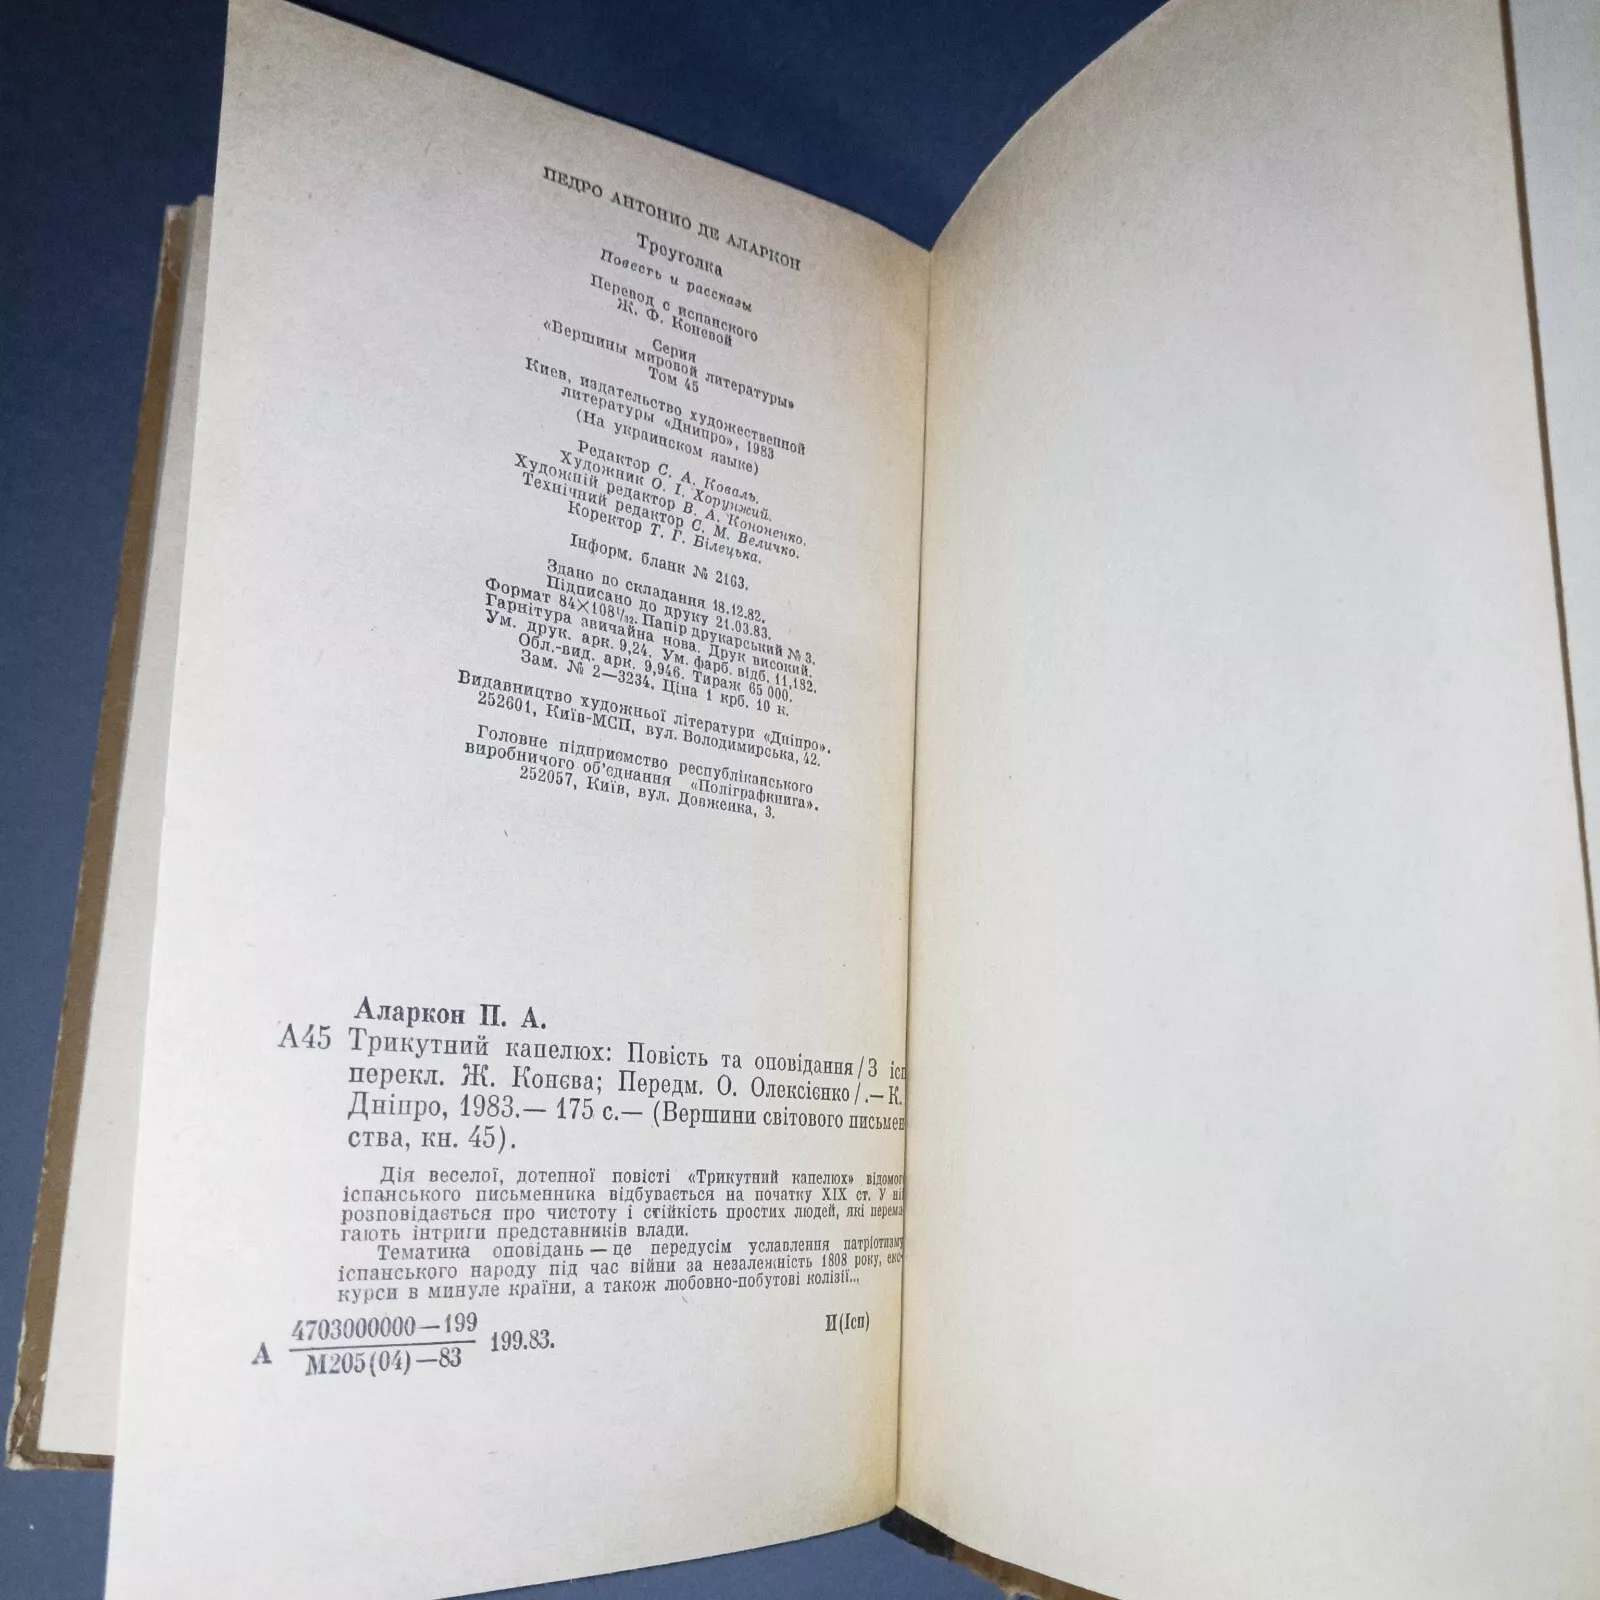 ПЕДРО АНТОНИО ДЕ АЛАРКОН
Треуголка
Повесть и рассказы
Перевод с испанского
Ж. Ф. Коневой
Серия
«Вершины мировой литературы»
Том 45
Киев, издательство художественной
литературы «Дніпро», 1983
(На украинском языке)
Редактор С. А. Коваль.
Художник О. І. Хорунжий.
Художній редактор В. А. Кононенко.
Технічний редактор С. М. Величко.
Коректор Т. Г. Білецька.
Інформ. бланк № 2163.
Здано до складання 18.12.82.
Підписано до друку 21.03.83.
Формат 84×108¹/₃₂. Папір друкарський № 3.
Гарнітура звичайна нова. Друк високий.
Ум. друк. арк. 9,24. Ум. фарб. відб. 11,182.
Обл.-вид. арк. 9,946. Тираж 65 000.
Зам. № 2—3234. Ціна 1 крб. 10 к.
Видавництво художньої літератури «Дніпро».
252601, Київ-МСП, вул. Володимирська, 42.
Головне підприємство республіканського
виробничого об'єднання «Поліграфкнига».
252057, Київ, вул. Довженка, 3.
Аларкон П. А.
А45 Трикутний капелюх: Повість та оповідання/З ісп
перекл. Ж. Конєва; Передм. О. Олексієнко/.— К.
Дніпро, 1983.— 175 с.— (Вершини світового письмен
ства, кн. 45).
Дія веселої, дотепної повісті «Трикутний капелюх» відомог
іспанського письменника відбувається на початку XIX ст. У ній
розповідається про чистоту і стійкість простих людей, які перема
гають інтриги представників влади.
Тематика оповідань — це передусім уславлення патріотизму
іспанського народу під час війни за незалежність 1808 року, екс-
курси в минуле країни, а також любовно-побутові колізії...
А 4703000000—199
М205(04)—83 199.83. И(Ісп)